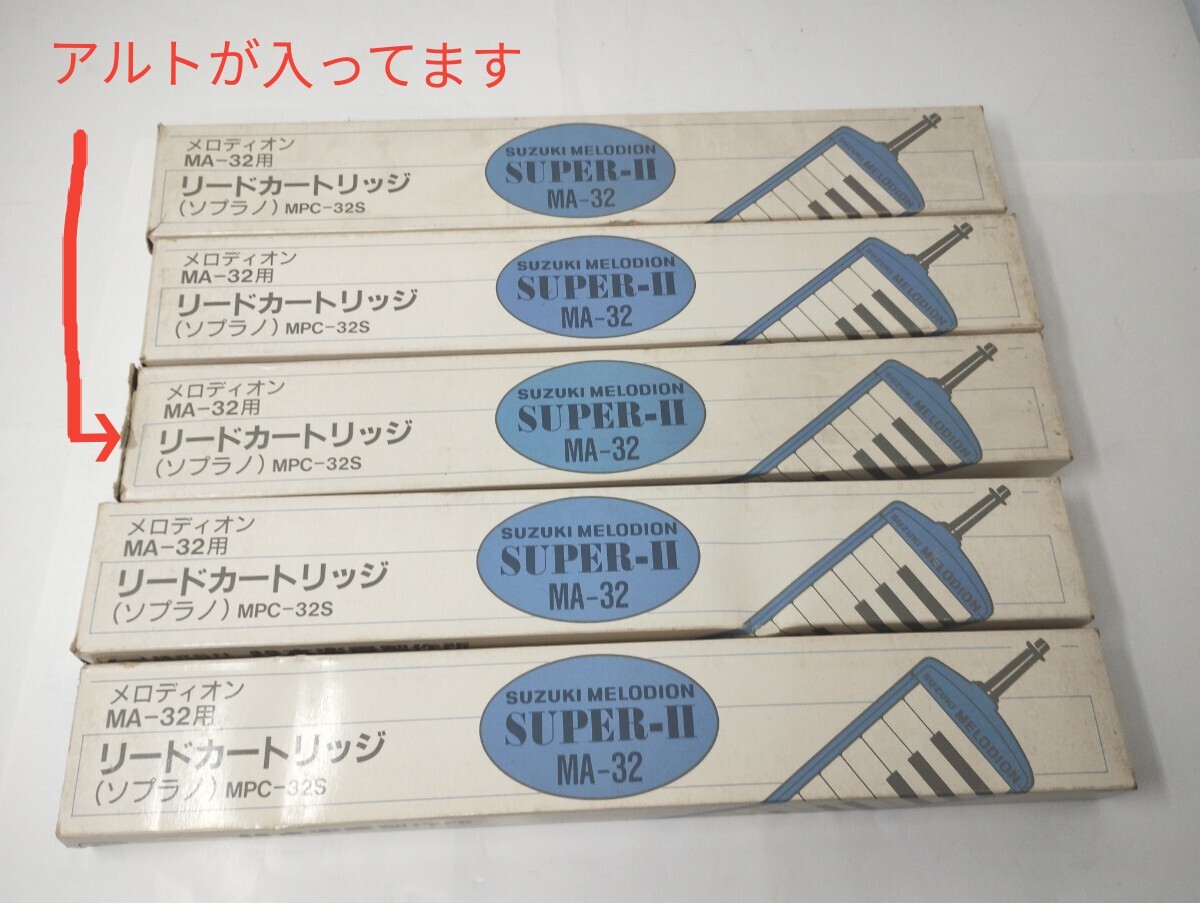 アルトが入ってます
メロディオン
MA-32用
リードカートリッジ
(ソプラノ) MPC-32S
SUZUKI MELODION
SUPER-II
MA-32
SUZUKI MELODION
メロディオン
MA-32用
リードカートリッジ
(ソプラノ) MPC-32S
SUZUKI MELODION
SUPER-II
MA-32
SUZUKI MELODION
メロディオン
MA-32用
リードカートリッジ
(ソプラノ) MPC-32S
SUZUKI MELODION
SUPER-II
MA-32
SUZUKI MELODION
メロディオン
MA-32用
リードカートリッジ
(ソプラノ) MPC-32S
SUZUKI MELODION
SUPER-II
MA-32
SUZUKI MELODION
メロディオン
MA-32用
リードカートリッジ
(ソプラノ) MPC-32S
SUZUKI MELODION
SUPER-II
MA-32
SUZUKI MELODION